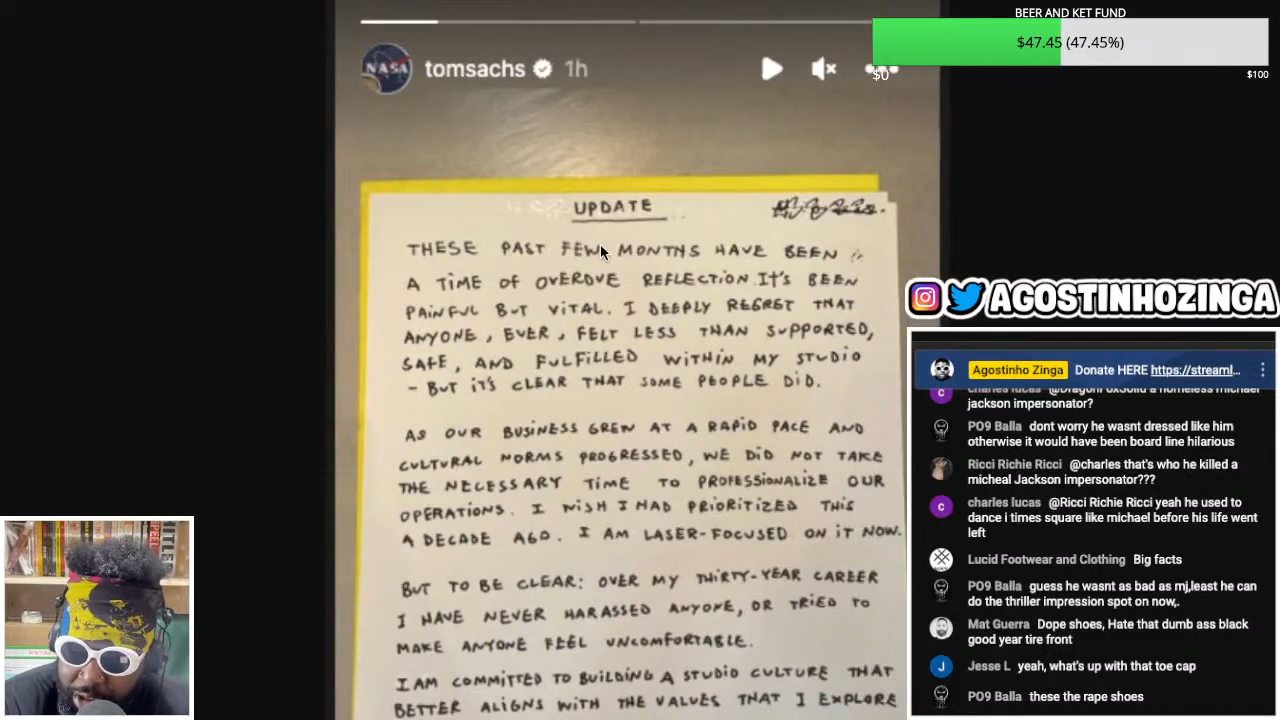 BEER AND KET FUND
$47.45 (47.45%)
$0
$100
NASA
tomsachs 1h
UPDATE
THESE PAST FEW MONTHS HAVE BEEN
A TIME OF OVERDUE REFLECTION. IT'S BEEN
PAINFUL BUT VITAL. I DEEPLY REGRET THAT
ANYONE, EVER, FELT LESS THAN SUPPORTED,
SAFE, AND FULFILLED WITHIN MY STUDIO
- BUT IT'S CLEAR THAT SOME PEOPLE DID.
AS OUR BUSINESS GREW AT A RAPID PACE AND
CULTURAL NORMS PROGRESSED, WE DID NOT TAKE
THE NECESSARY TIME TO PROFESSIONALIZE OUR
OPERATIONS. I WISH I HAD PRIORITIZED THIS
A DECADE AGO. I AM LASER-FOCUSED ON IT NOW.
BUT TO BE CLEAR: OVER MY THIRTY-YEAR CAREER
I HAVE NEVER HARASSED ANYONE, OR TRIED TO
MAKE ANYONE FEEL UNCOMFORTABLE.
I AM COMMITTED TO BUILDING A STUDIO CULTURE THAT
BETTER ALIGNS WITH THE VALUES THAT I EXPLORE
AGOSTINHOZINGA
Agostinho Zinga Donate HERE https://streaml...
jackson impersonator?
PO9 Balla dont worry he wasnt dressed like him
otherwise it would have been board line hilarious
Ricci Richie Ricci @charles that's who he killed a
micheal Jackson impersonator???
charles lucas @Ricci Richie Ricci yeah he used to
dance i times square like michael before his life went
left
Lucid Footwear and Clothing Big facts
PO9 Balla guess he wasnt as bad as mj,least he can
do the thriller impression spot on now,.
Mat Guerra Dope shoes, Hate that dumb ass black
good year tire front
Jesse L yeah, what's up with that toe cap
PO9 Balla these the rape shoes